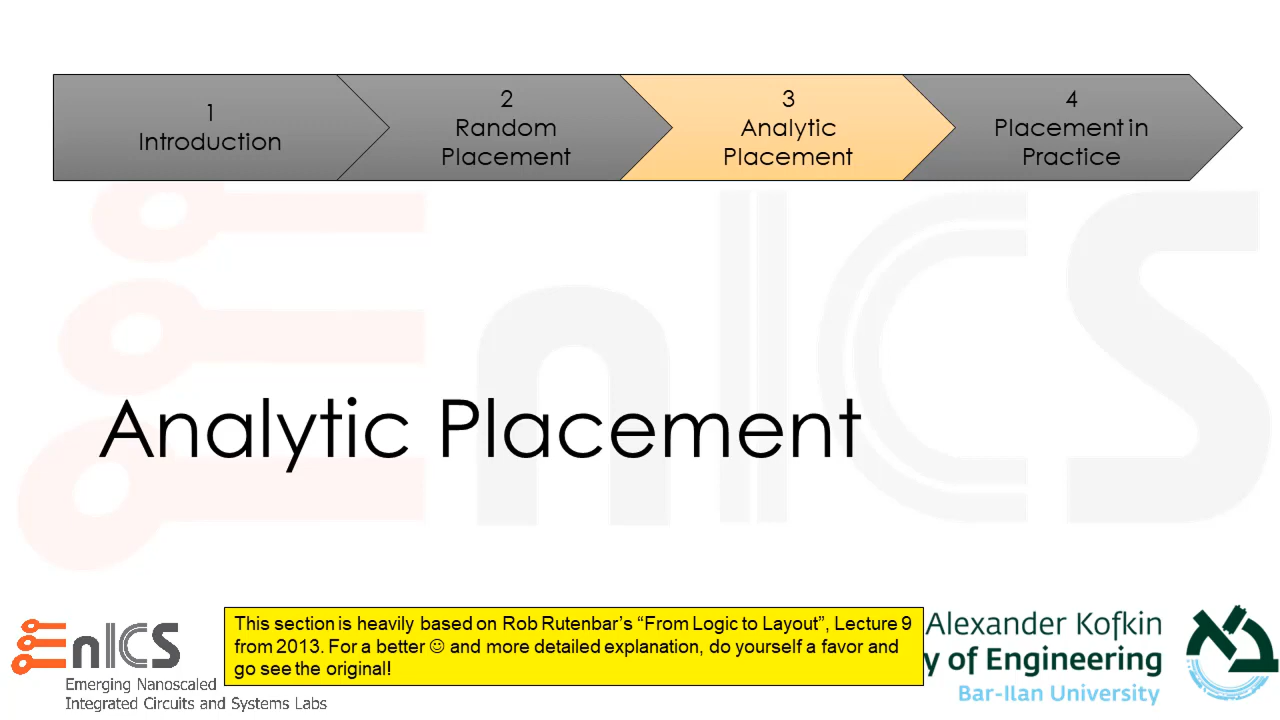 1
Introduction
2
Random
Placement
3
Analytic
Placement
4
Placement in
Practice
Analytic Placement
This section is heavily based on Rob Rutenbar's “From Logic to Layout”, Lecture 9
from 2013. For a better ☺ and more detailed explanation, do yourself a favor and
go see the original!
EnICS
Emerging Nanoscaled
Integrated Circuits and Systems Labs
Alexander Kofkin
y of Engineering
Bar-Ilan University